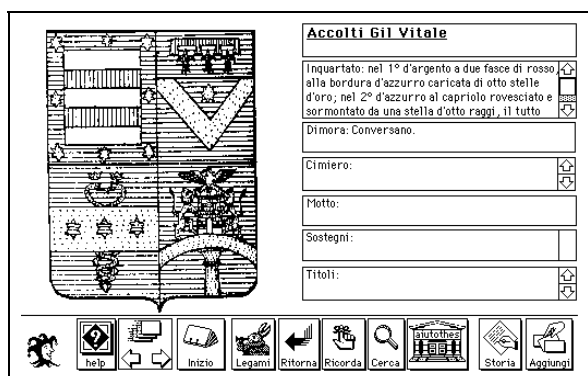 Accolti Gil Vitale
Inquartato: nel 1° d'argento a due fasce di rosso,
alla bordura d'azzurro caricata di otto stelle
d'oro; nel 2° d'azzurro al capriolo rovesciato e
sormontato da una stella d'otto raggi, il tutto
Dimora: Conversano.
Cimiero:
Motto:
Sostegni:
Titoli:
help
Inizio
Legami
Ritorna
Ricorda
Cerca
aiutothes
Storia
Aggiungi